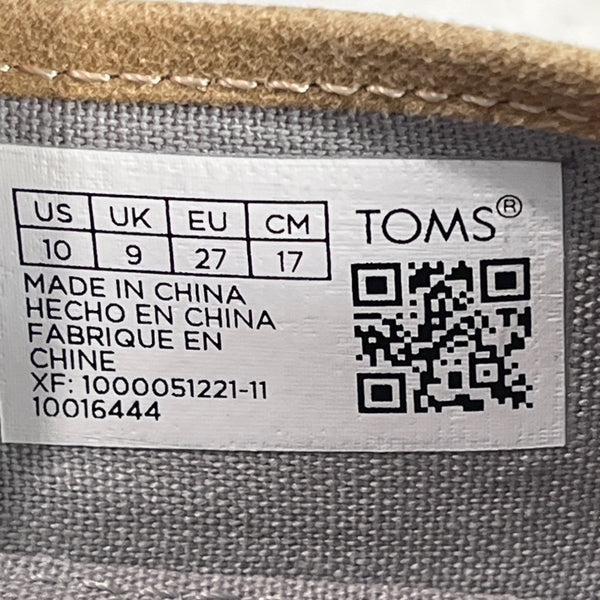 US UK EU CM
10 9 27 17
TOMS®
MADE IN CHINA
HECHO EN CHINA
FABRIQUE EN
CHINE
XF: 1000051221-11
10016444